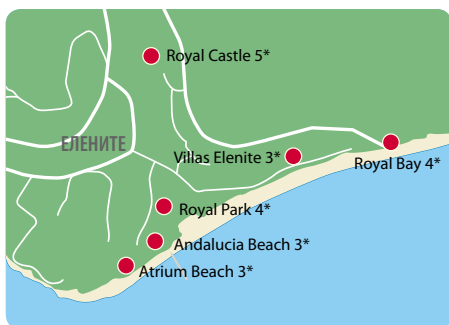 Royal Castle 5*
ЕЛЕНИТЕ
Villas Elenite 3*
Royal Bay 4*
Royal Park 4*
Andalucia Beach 3*
Atrium Beach 3*